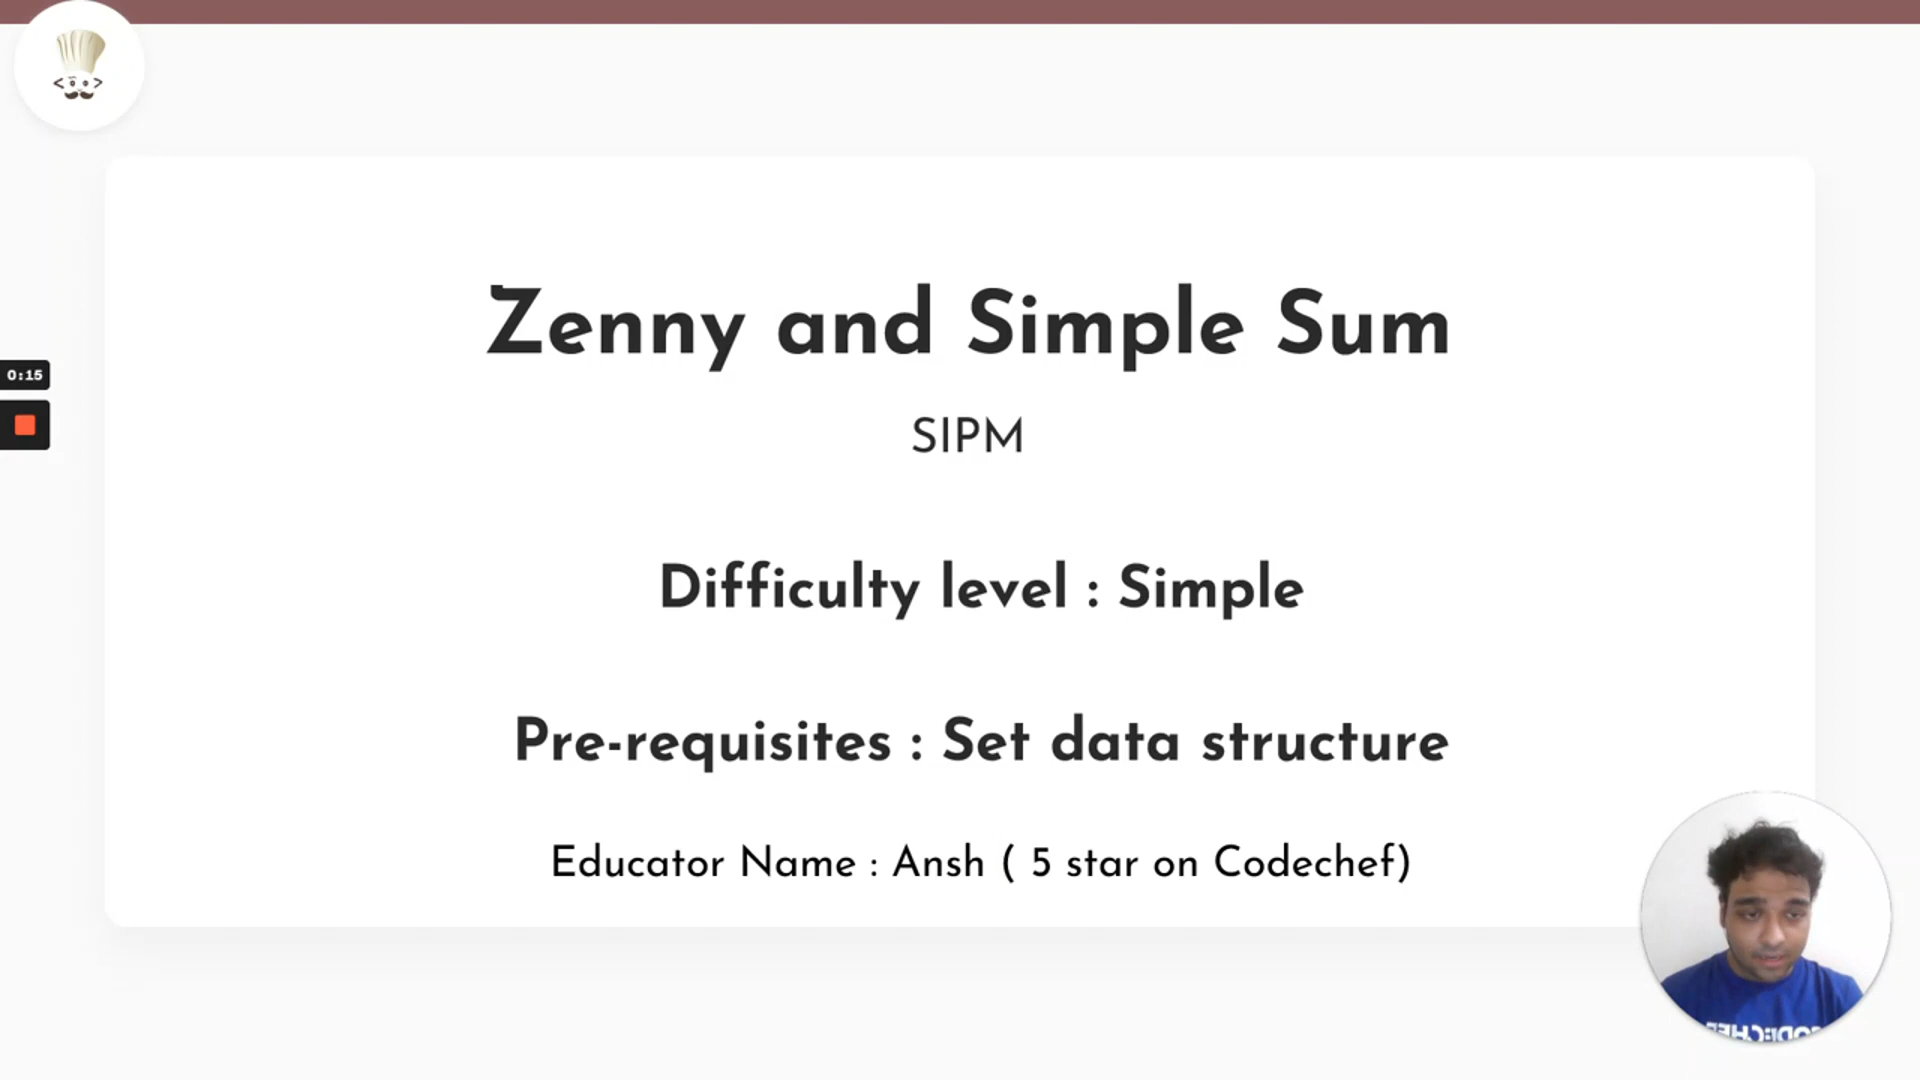 Zenny and Simple Sum
SIPM
0:15
Difficulty level : Simple
Pre-requisites : Set data structure
Educator Name : Ansh ( 5 star on Codechef)